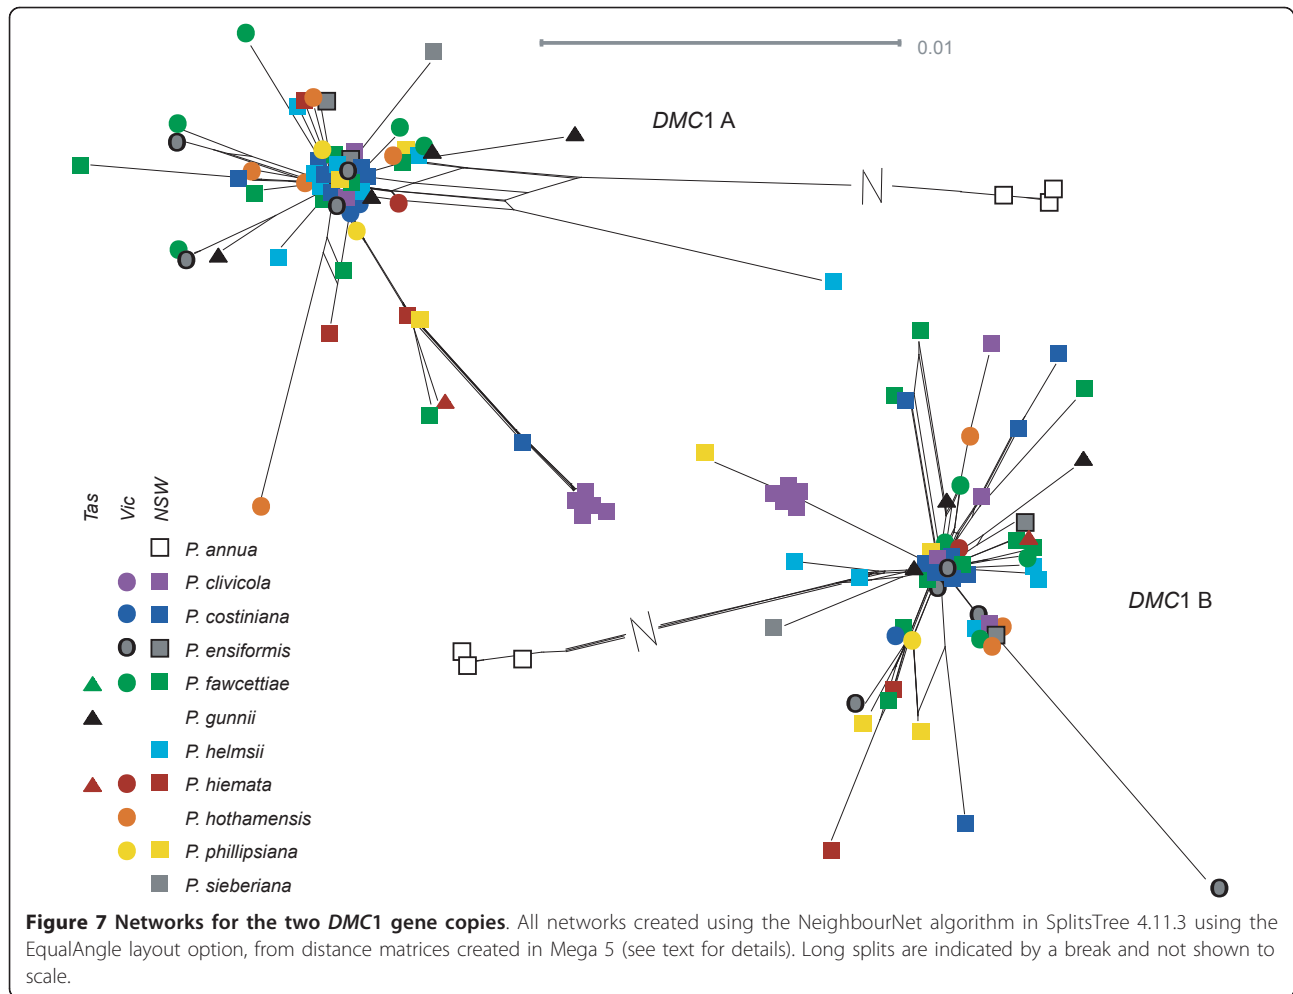 0.01
DMC1 A
DMC1 B
Tas Vic NSW
P. annua
P. clivicola
P. costiniana
P. ensiformis
P. fawcettiae
P. gunnii
P. helmsii
P. hiemata
P. hothamensis
P. phillipsiana
P. sieberiana
Figure 7 Networks for the two DMC1 gene copies. All networks created using the NeighbourNet algorithm in SplitsTree 4.11.3 using the
EqualAngle layout option, from distance matrices created in Mega 5 (see text for details). Long splits are indicated by a break and not shown to
scale.